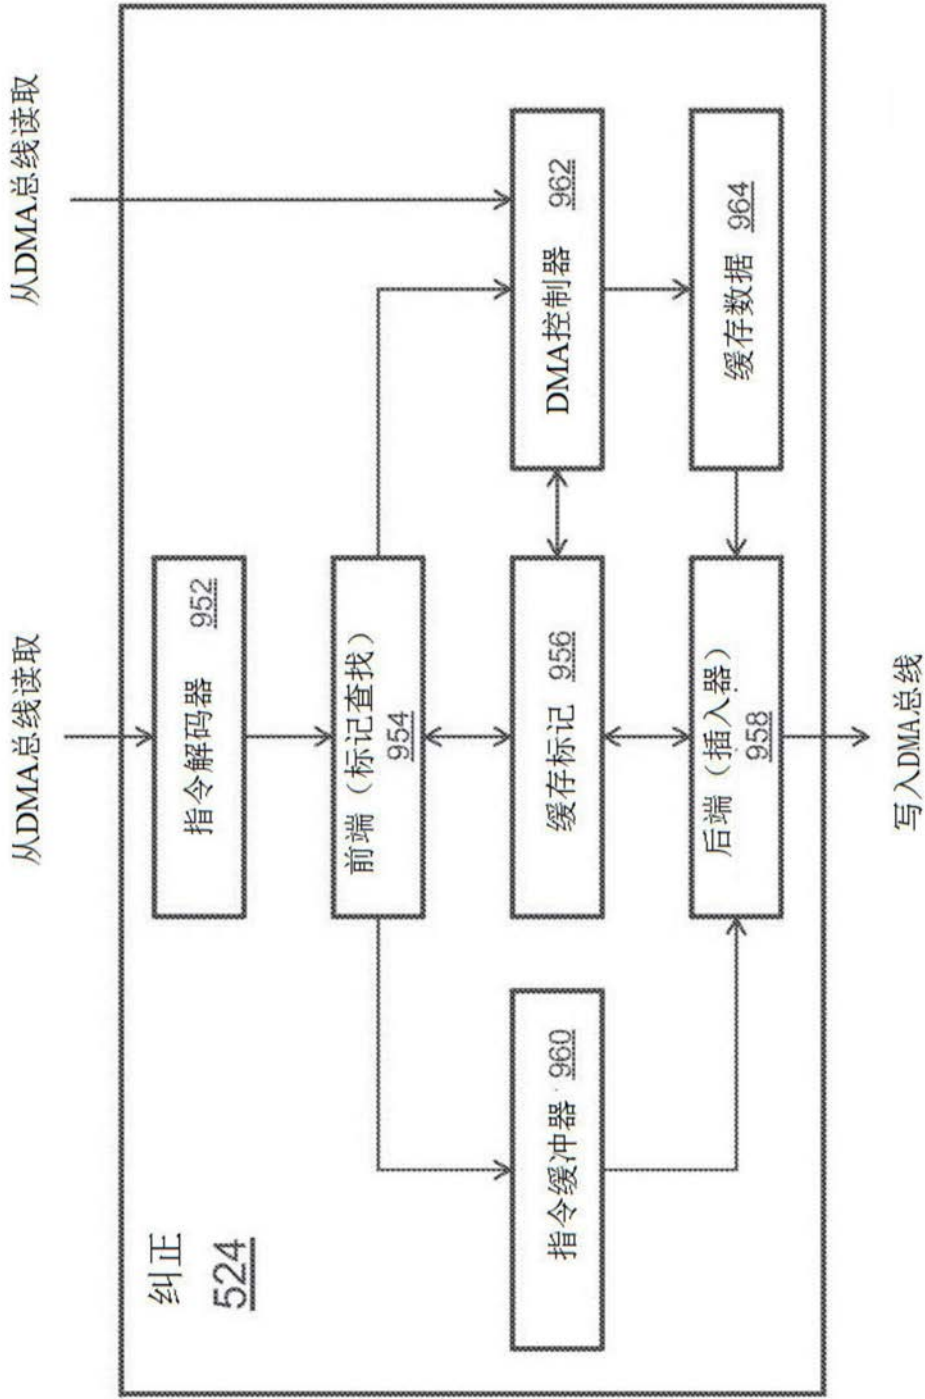 纠正
524
从DMA总线读取
从DMA总线读取
指令解码器 952
前端（标记查找）
954
指令缓冲器 960
缓存标记 956
DMA控制器 962
后端（插入器）
958
缓存数据 964
写入DMA总线